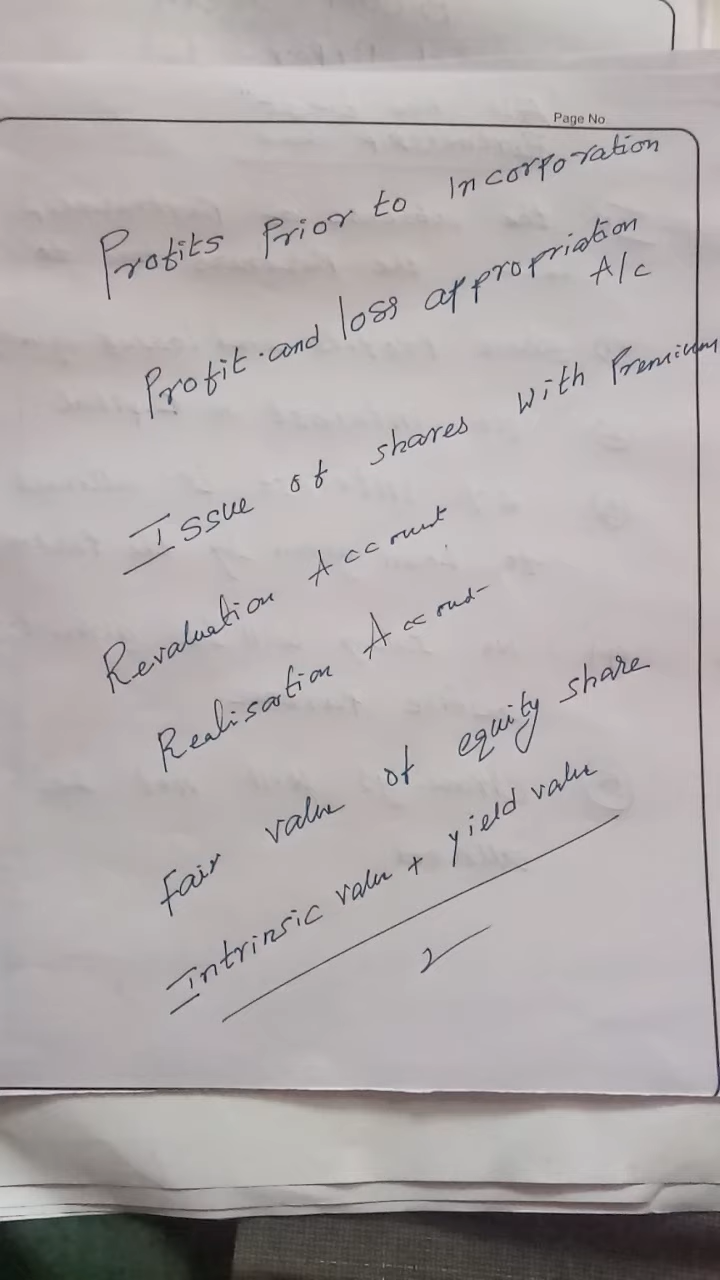 Page No
Profits Prior to Incorporation
Profit and loss appropriation
A/c
Issue of shares with Premium
Revaluation Account
Realisation Account
Fair value of equity share
Intrinsic value + yield value
2